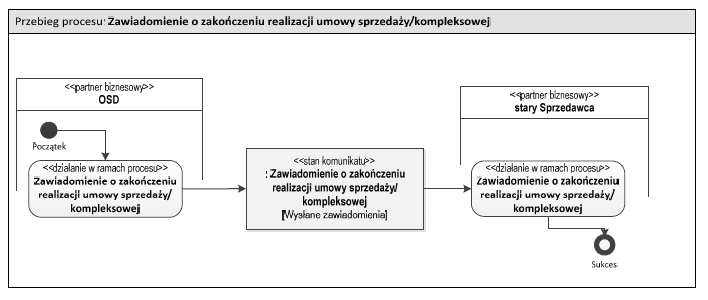 Przebieg procesu: Zawiadomienie o zakończeniu realizacji umowy sprzedaży/kompleksowej
<<partner biznesowy>>
OSD
Początek
<<działanie w ramach procesu>>
Zawiadomienie o zakończeniu
realizacji umowy sprzedaży/
kompleksowej
<<stan komunikatu>>
: Zawiadomienie o zakończeniu
realizacji umowy sprzedaży/
kompleksowej
[Wysłane zawiadomienia]
<<partner biznesowy>>
stary Sprzedawca
<<działanie w ramach procesu>>
Zawiadomienie o zakończeniu
realizacji umowy sprzedaży/
kompleksowej
Sukces